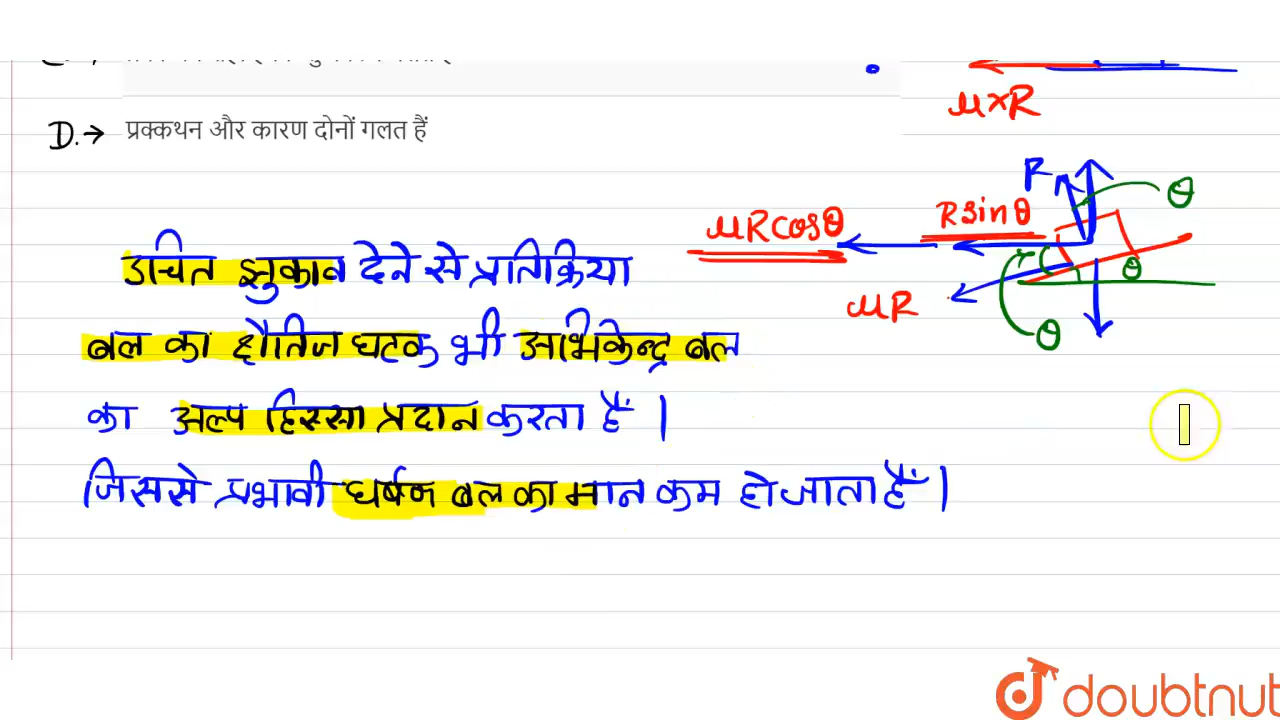 μ×R
D.→ प्रक्कथन और कारण दोनों गलत हैं
R
θ
μRcosθ
Rsinθ
θ
μR
θ
उचित झुकाव देने से प्रतिक्रिया
बल का क्षैतिज घटक भी अभिकेन्द्र बल
का अल्प हिस्सा प्रदान करता हैं |
जिससे प्रभावी घर्षण बल का मान कम हो जाता हैं |
doubtnut